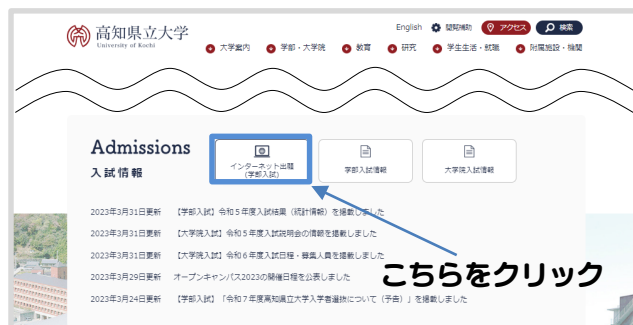 高知県立大学
University of Kochi
English 閲覧補助 アクセス 検索
大学案内 学部・大学院 教育 研究 学生生活・就職 附属施設・機関
Admissions
入試情報
インターネット出願
(学部入試)
学部入試情報
大学院入試情報
2023年3月31日更新 【学部入試】令和5年度入試結果（統計情報）を掲載しました
2023年3月31日更新 【大学院入試】令和5年度入試説明会の情報を掲載しました
2023年3月31日更新 【大学院入試】令和6年度入試日程・募集人員を掲載しました
2023年3月29日更新 オープンキャンパス2023の開催日程を公表しました
こちらをクリック
2023年3月24日更新 【学部入試】「令和7年度高知県立大学入学者選抜について（予告）」を掲載しました